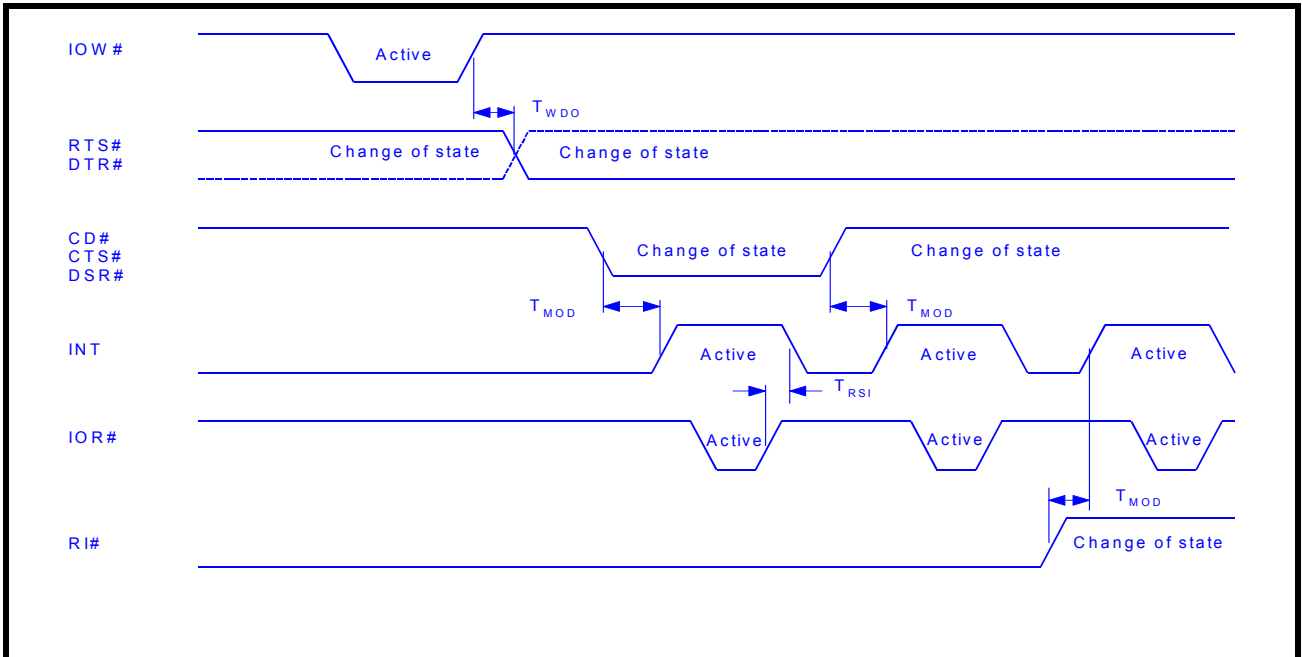 IOW# Active
TWDO
RTS#
DTR# Change of state Change of state
CD#
CTS# Change of state Change of state
DSR#
TMOD TMOD
INT Active Active Active
TRSI
IOR# Active Active Active
TMOD
RI# Change of state